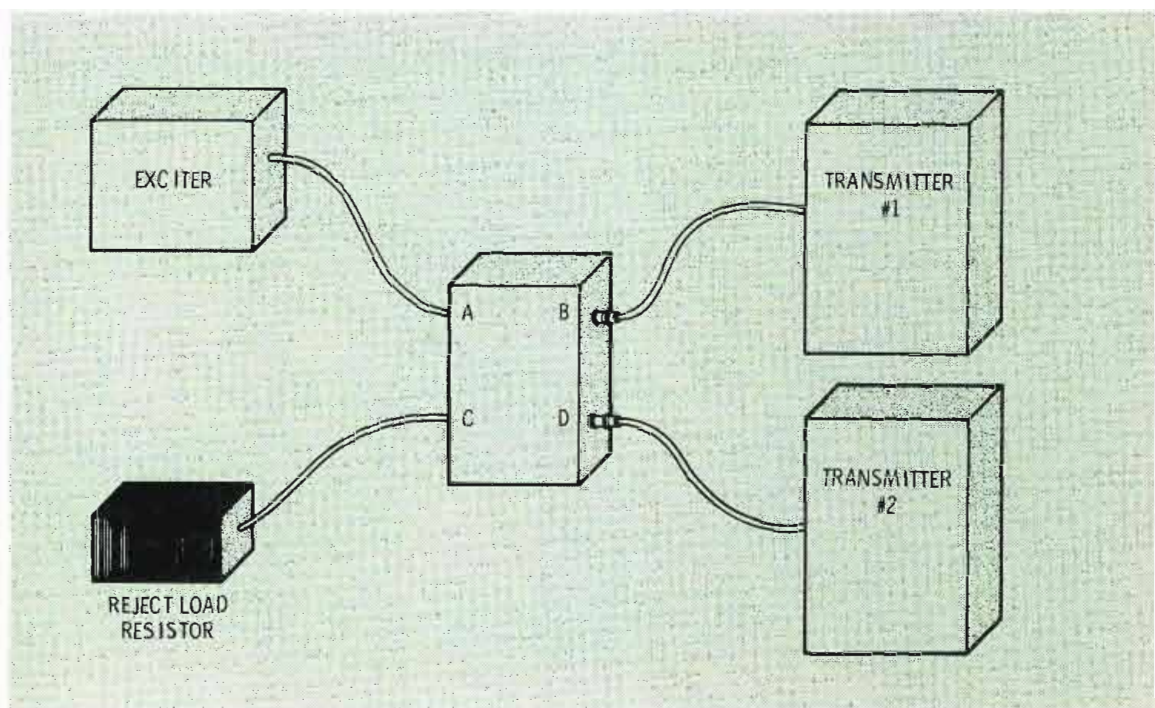 EXCITER
TRANSMITTER
#1
A
B
C
D
TRANSMITTER
#2
REJECT LOAD
RESISTOR